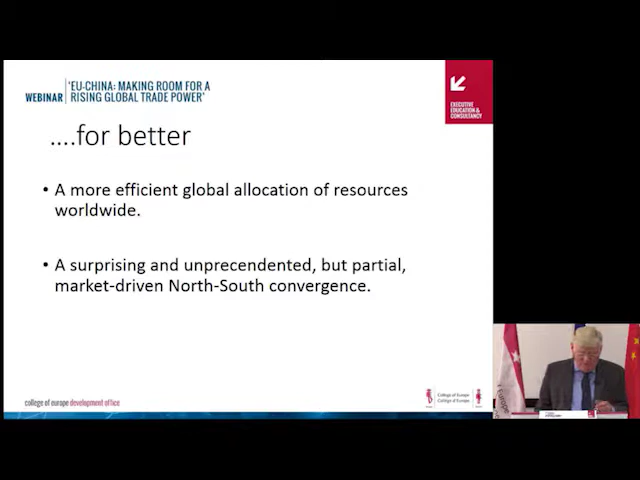 WEBINAR
'EU-CHINA: MAKING ROOM FOR A
RISING GLOBAL TRADE POWER'
EXECUTIVE
EDUCATION &
CONSULTANCY
....for better
• A more efficient global allocation of resources
worldwide.
• A surprising and unprecendented, but partial,
market-driven North-South convergence.
college of europe development office
College of Europe
Collège d'Europe